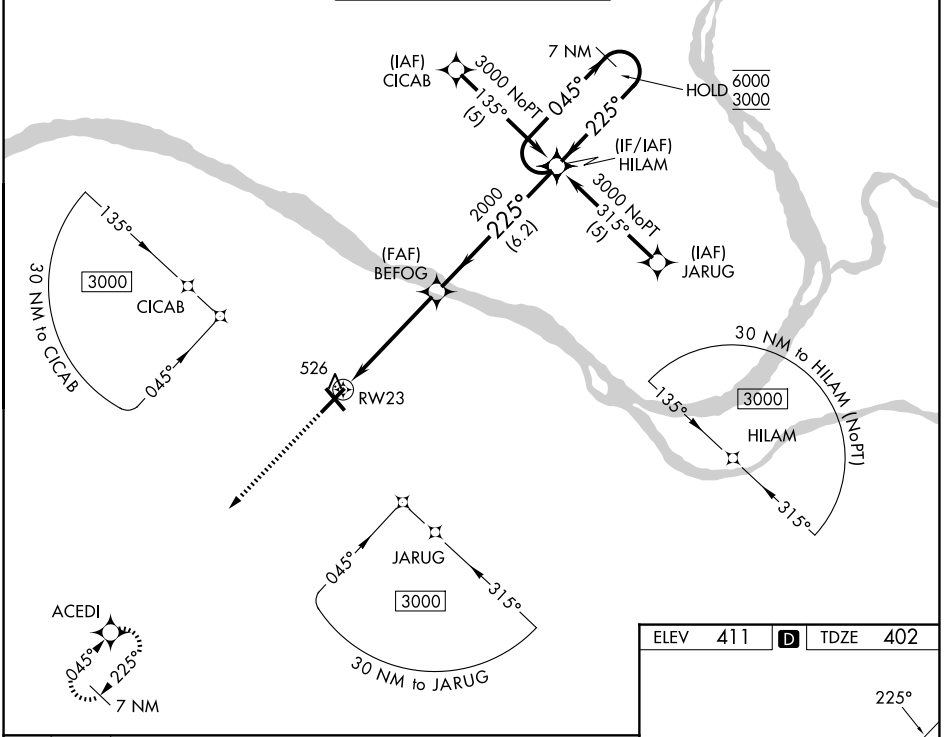 (IAF)
CICAB
3000 NoPT
135°
(5)
7 NM
045°
225°
HOLD 6000
3000
(IF/IAF)
HILAM
3000 NoPT
315°
(5)
(IAF)
JARUG
2000
225°
(6.2)
(FAF)
BEFOG
526
RW23
135°
3000
CICAB
045°
30 NM to CICAB
30 NM to HILAM (NoPT)
135°
3000
HILAM
315°
045°
JARUG
3000
315°
30 NM to JARUG
ACEDI
045°
225°
7 NM
ELEV 411 D TDZE 402
225°